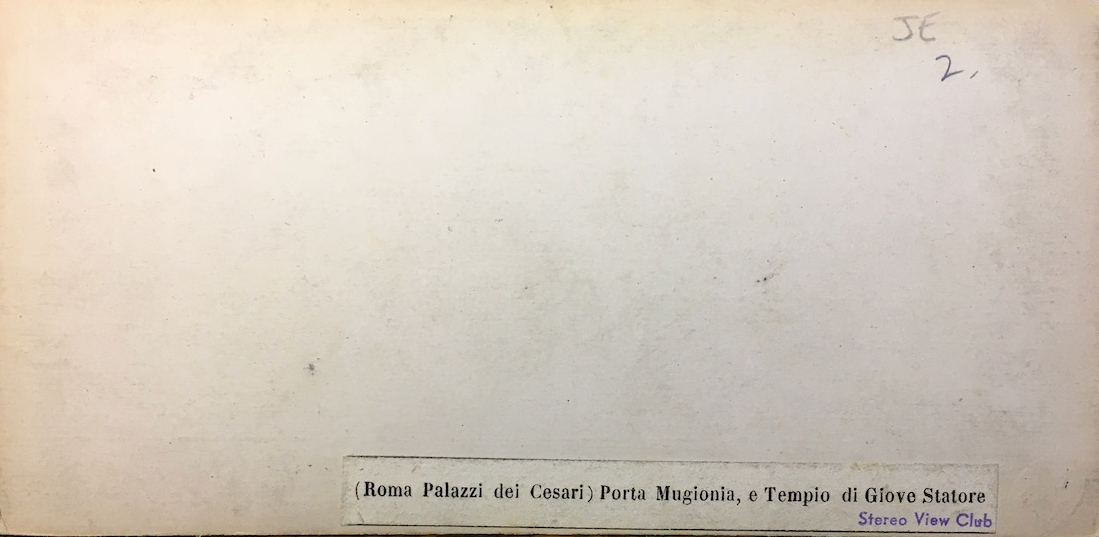 JE
2.
(Roma Palazzi dei Cesari) Porta Mugionia, e Tempio di Giove Statore
Stereo View Club